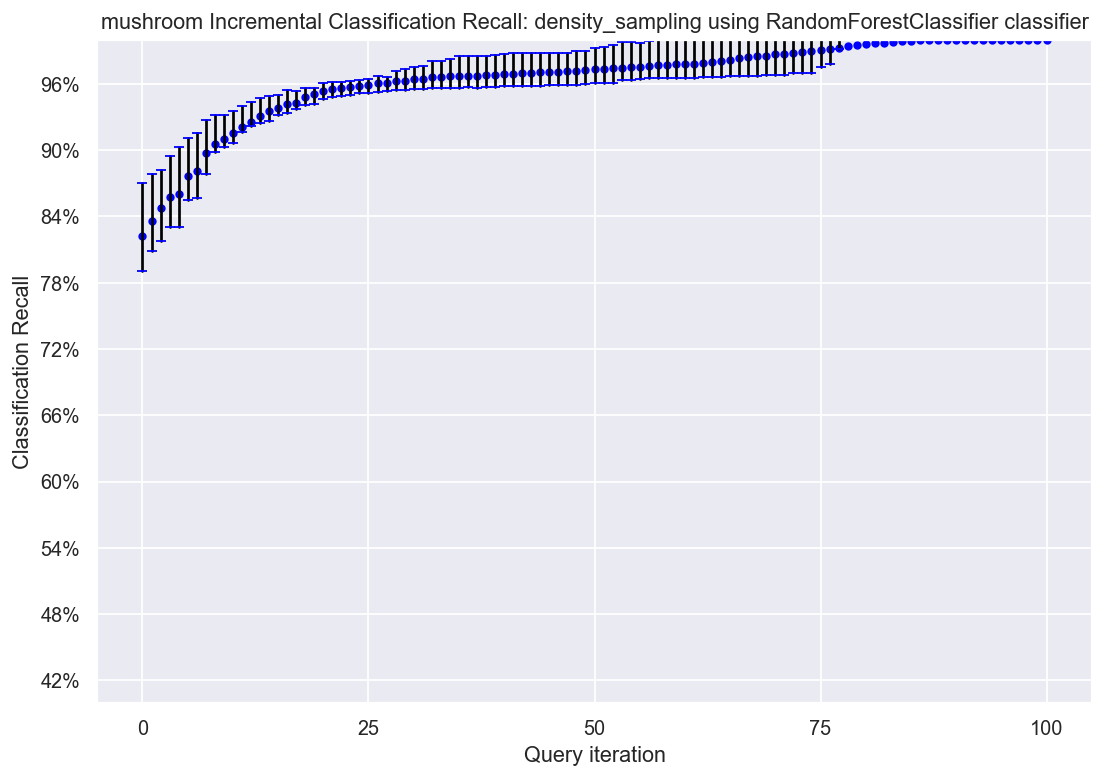 mushroom Incremental Classification Recall: density_sampling using RandomForestClassifier classifier
96%
90%
84%
78%
72%
66%
60%
54%
48%
42%
Classification Recall
0 25 50 75 100
Query iteration